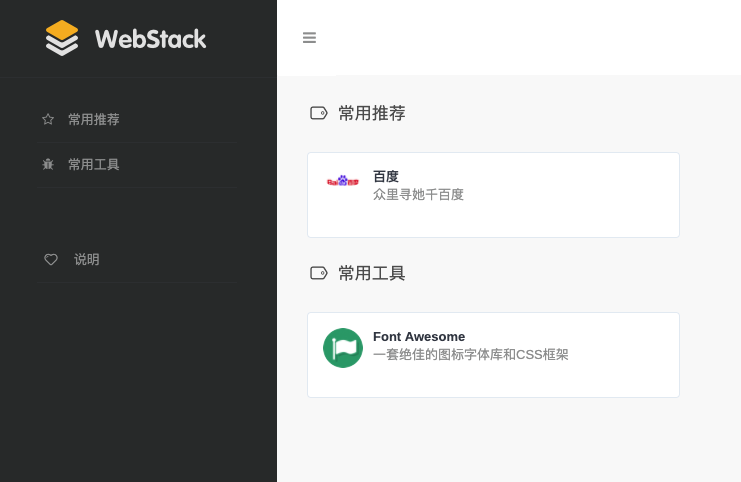 WebStack
常用推荐
常用工具
说明
常用推荐
Bai百度
百度
众里寻她千百度
常用工具
Font Awesome
一套绝佳的图标字体库和CSS框架